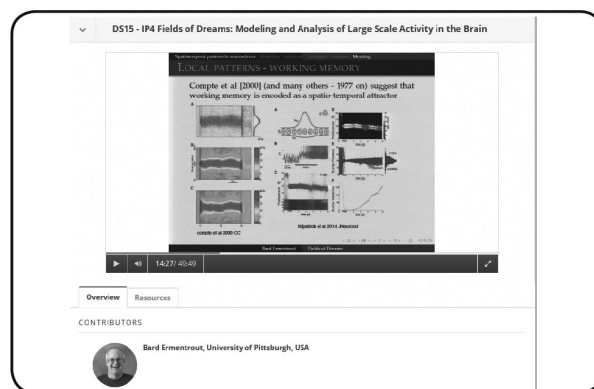 DS15 - IP4 Fields of Dreams: Modeling and Analysis of Large Scale Activity in the Brain
Meaning
LOCAL PATTERNS - WORKING MEMORY
Compte et al [2000] (and many others - 1977 on) suggest that
working memory is encoded as a spatio-temporal attractor
A
B
C
A
B
C
D
E
F
compte et al 2000 CC
Kilpatrick et al 2014 JNeurosci
Bard Ermentrout Fields of Dreams
14:27/ 49:49
Overview Resources
CONTRIBUTORS
Bard Ermentrout, University of Pittsburgh, USA